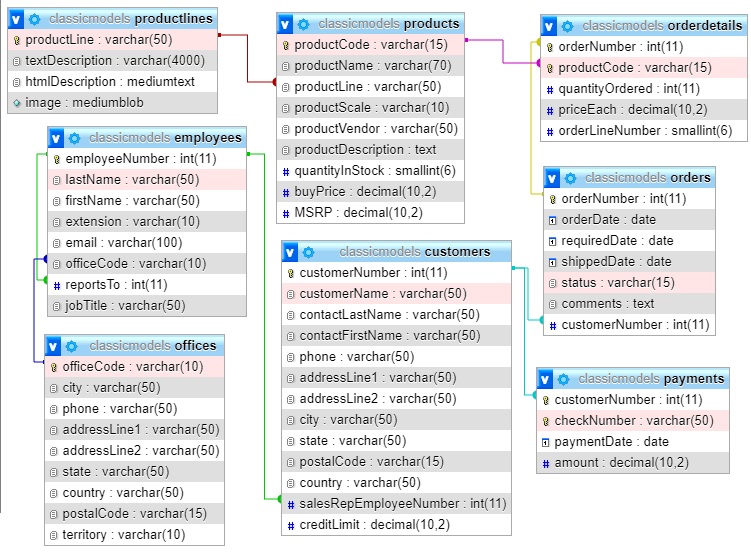 classicmodels productlines
productLine : varchar(50)
textDescription : varchar(4000)
htmlDescription : mediumtext
image : mediumblob
classicmodels products
productCode : varchar(15)
productName : varchar(70)
productLine : varchar(50)
productScale : varchar(10)
productVendor : varchar(50)
productDescription : text
# quantityInStock : smallint(6)
# buyPrice : decimal(10,2)
# MSRP : decimal(10,2)
classicmodels orderdetails
orderNumber : int(11)
productCode : varchar(15)
# quantityOrdered : int(11)
# priceEach : decimal(10,2)
# orderLineNumber : smallint(6)
classicmodels employees
employeeNumber : int(11)
lastName : varchar(50)
firstName : varchar(50)
extension : varchar(10)
email : varchar(100)
officeCode : varchar(10)
# reportsTo : int(11)
jobTitle : varchar(50)
classicmodels orders
orderNumber : int(11)
orderDate : date
requiredDate : date
shippedDate : date
status : varchar(15)
comments : text
# customerNumber : int(11)
classicmodels customers
customerNumber : int(11)
customerName : varchar(50)
contactLastName : varchar(50)
contactFirstName : varchar(50)
phone : varchar(50)
addressLine1 : varchar(50)
addressLine2 : varchar(50)
city : varchar(50)
state : varchar(50)
postalCode : varchar(15)
country : varchar(50)
# salesRepEmployeeNumber : int(11)
# creditLimit : decimal(10,2)
classicmodels offices
officeCode : varchar(10)
city : varchar(50)
phone : varchar(50)
addressLine1 : varchar(50)
addressLine2 : varchar(50)
state : varchar(50)
country : varchar(50)
postalCode : varchar(15)
territory : varchar(10)
classicmodels payments
customerNumber : int(11)
checkNumber : varchar(50)
paymentDate : date
# amount : decimal(10,2)